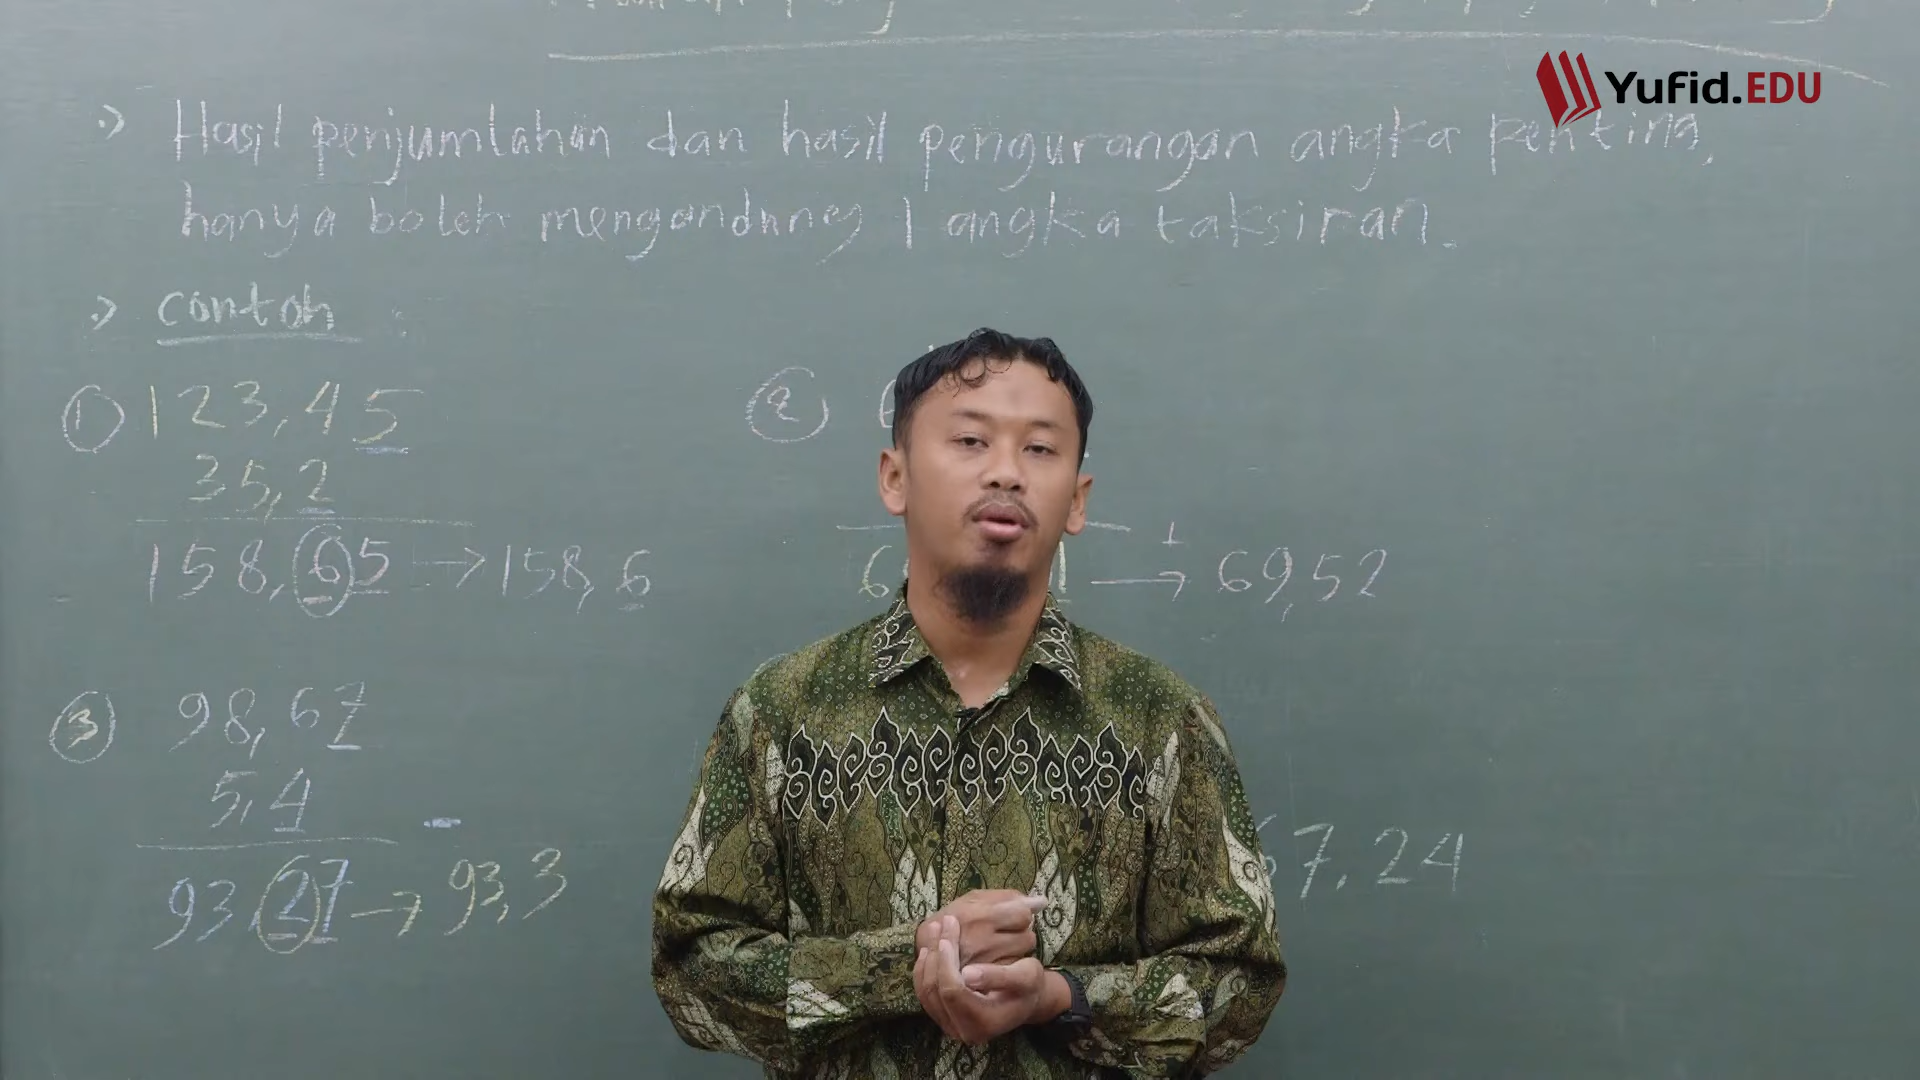 Yufid.EDU
:) Hasil penjumlahan dan hasil pengurangan angka penting,
hanya boleh mengandung 1 angka taksiran.
:) contoh :
1 123,45
35,2
158,65 → 158,6
2
→ 69,52
3 98,67
5,4
-
93,27 → 93,3
67,24